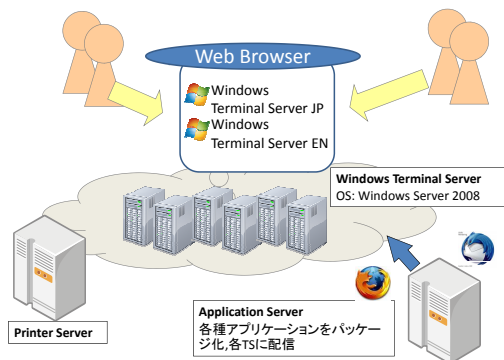 Web Browser
Windows
Terminal Server JP
Windows
Terminal Server EN
Windows Terminal Server
OS: Windows Server 2008
Printer Server
Application Server
各種アプリケーションをパッケー
ジ化,各TSに配信